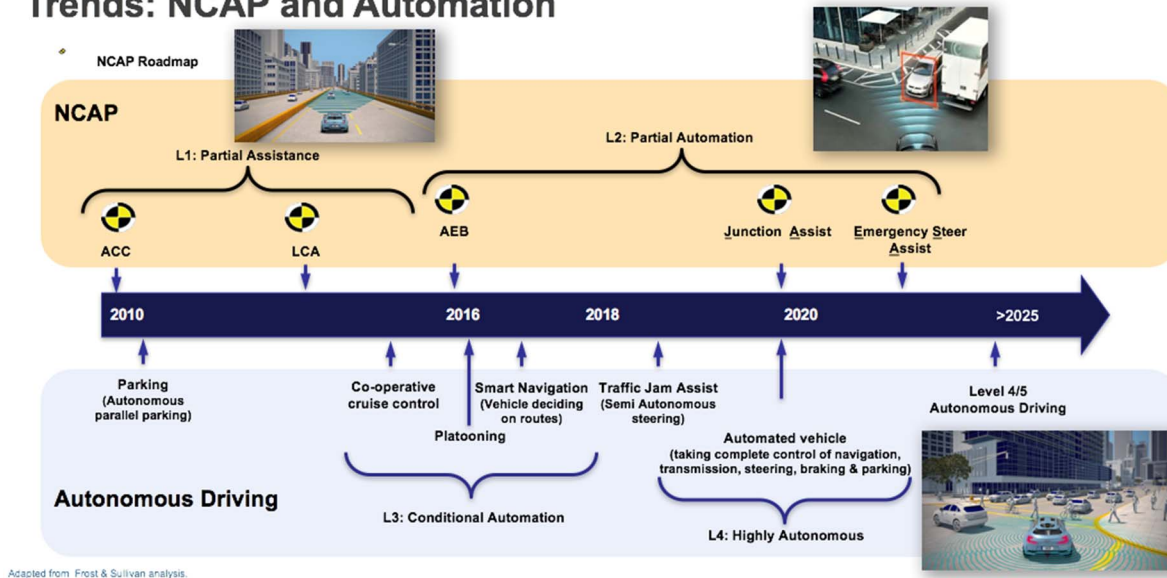 Trends: NCAP and Automation
NCAP Roadmap
NCAP
L1: Partial Assistance
L2: Partial Automation
ACC
LCA
AEB
Junction Assist
Emergency Steer
Assist
2010
2016
2018
2020
>2025
Parking
(Autonomous
parallel parking)
Co-operative
cruise control
Platooning
Smart Navigation
(Vehicle deciding
on routes)
Traffic Jam Assist
(Semi Autonomous
steering)
Automated vehicle
(taking complete control of navigation,
transmission, steering, braking & parking)
Level 4/5
Autonomous Driving
Autonomous Driving
L3: Conditional Automation
L4: Highly Autonomous
Adapted from Frost & Sullivan analysis.